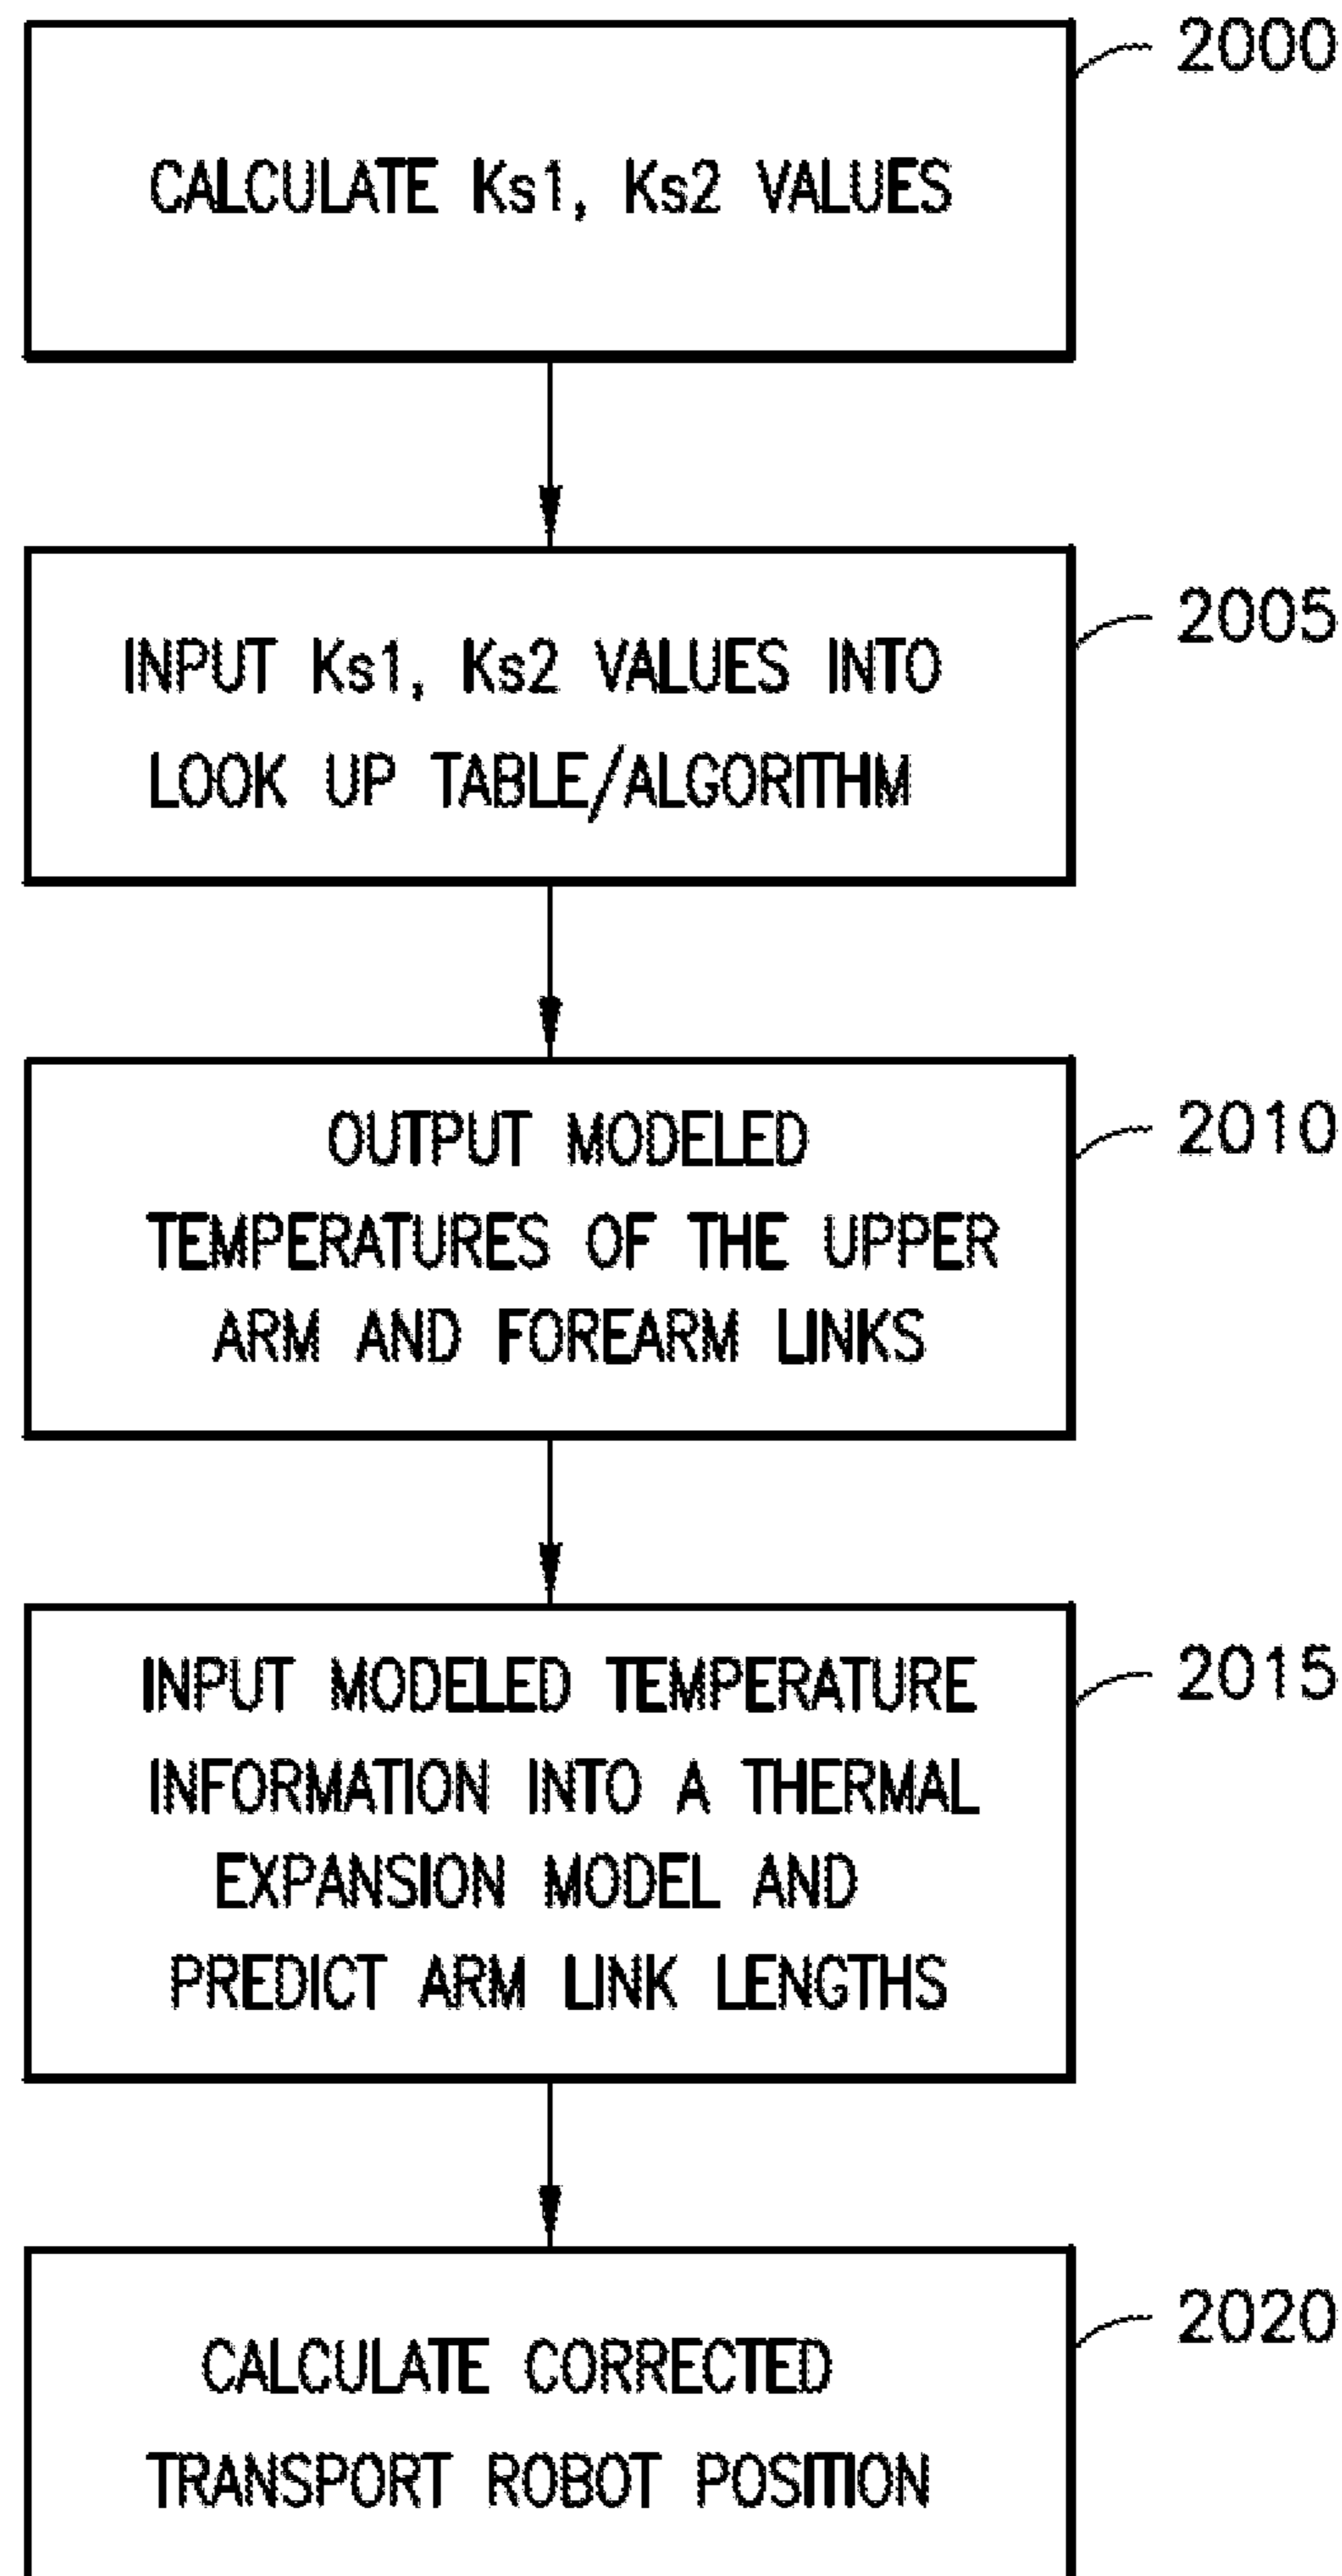 2000
CALCULATE Ks1, Ks2 VALUES
2005
INPUT Ks1, Ks2 VALUES INTO
LOOK UP TABLE/ALGORITHM
2010
OUTPUT MODELED
TEMPERATURES OF THE UPPER
ARM AND FOREARM LINKS
2015
INPUT MODELED TEMPERATURE
INFORMATION INTO A THERMAL
EXPANSION MODEL AND
PREDICT ARM LINK LENGTHS
2020
CALCULATE CORRECTED
TRANSPORT ROBOT POSITION